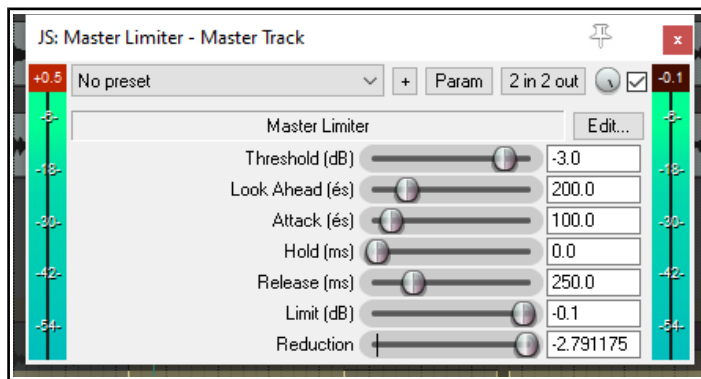 JS: Master Limiter - Master Track
x
+0.5 No preset + Param 2 in 2 out -0.1
Master Limiter Edit...
-6- -6-
Threshold (dB) -3.0
-18- -18-
Look Ahead (és) 200.0
Attack (és) 100.0
-30- -30-
Hold (ms) 0.0
-42- -42-
Release (ms) 250.0
Limit (dB) -0.1
-54- -54-
Reduction -2.791175